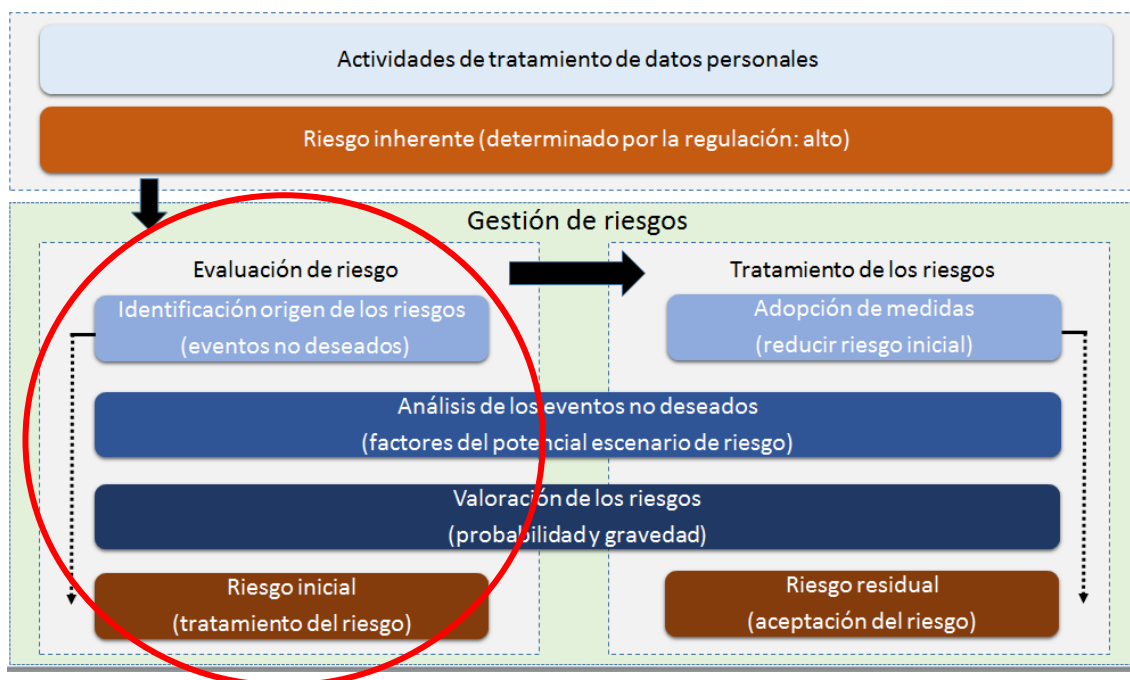 Actividades de tratamiento de datos personales
Riesgo inherente (determinado por la regulación: alto)
Gestión de riesgos
Evaluación de riesgo
Identificación origen de los riesgos
(eventos no deseados)
Tratamiento de los riesgos
Adopción de medidas
(reducir riesgo inicial)
Análisis de los eventos no deseados
(factores del potencial escenario de riesgo)
Valoración de los riesgos
(probabilidad y gravedad)
Riesgo inicial
(tratamiento del riesgo)
Riesgo residual
(aceptación del riesgo)